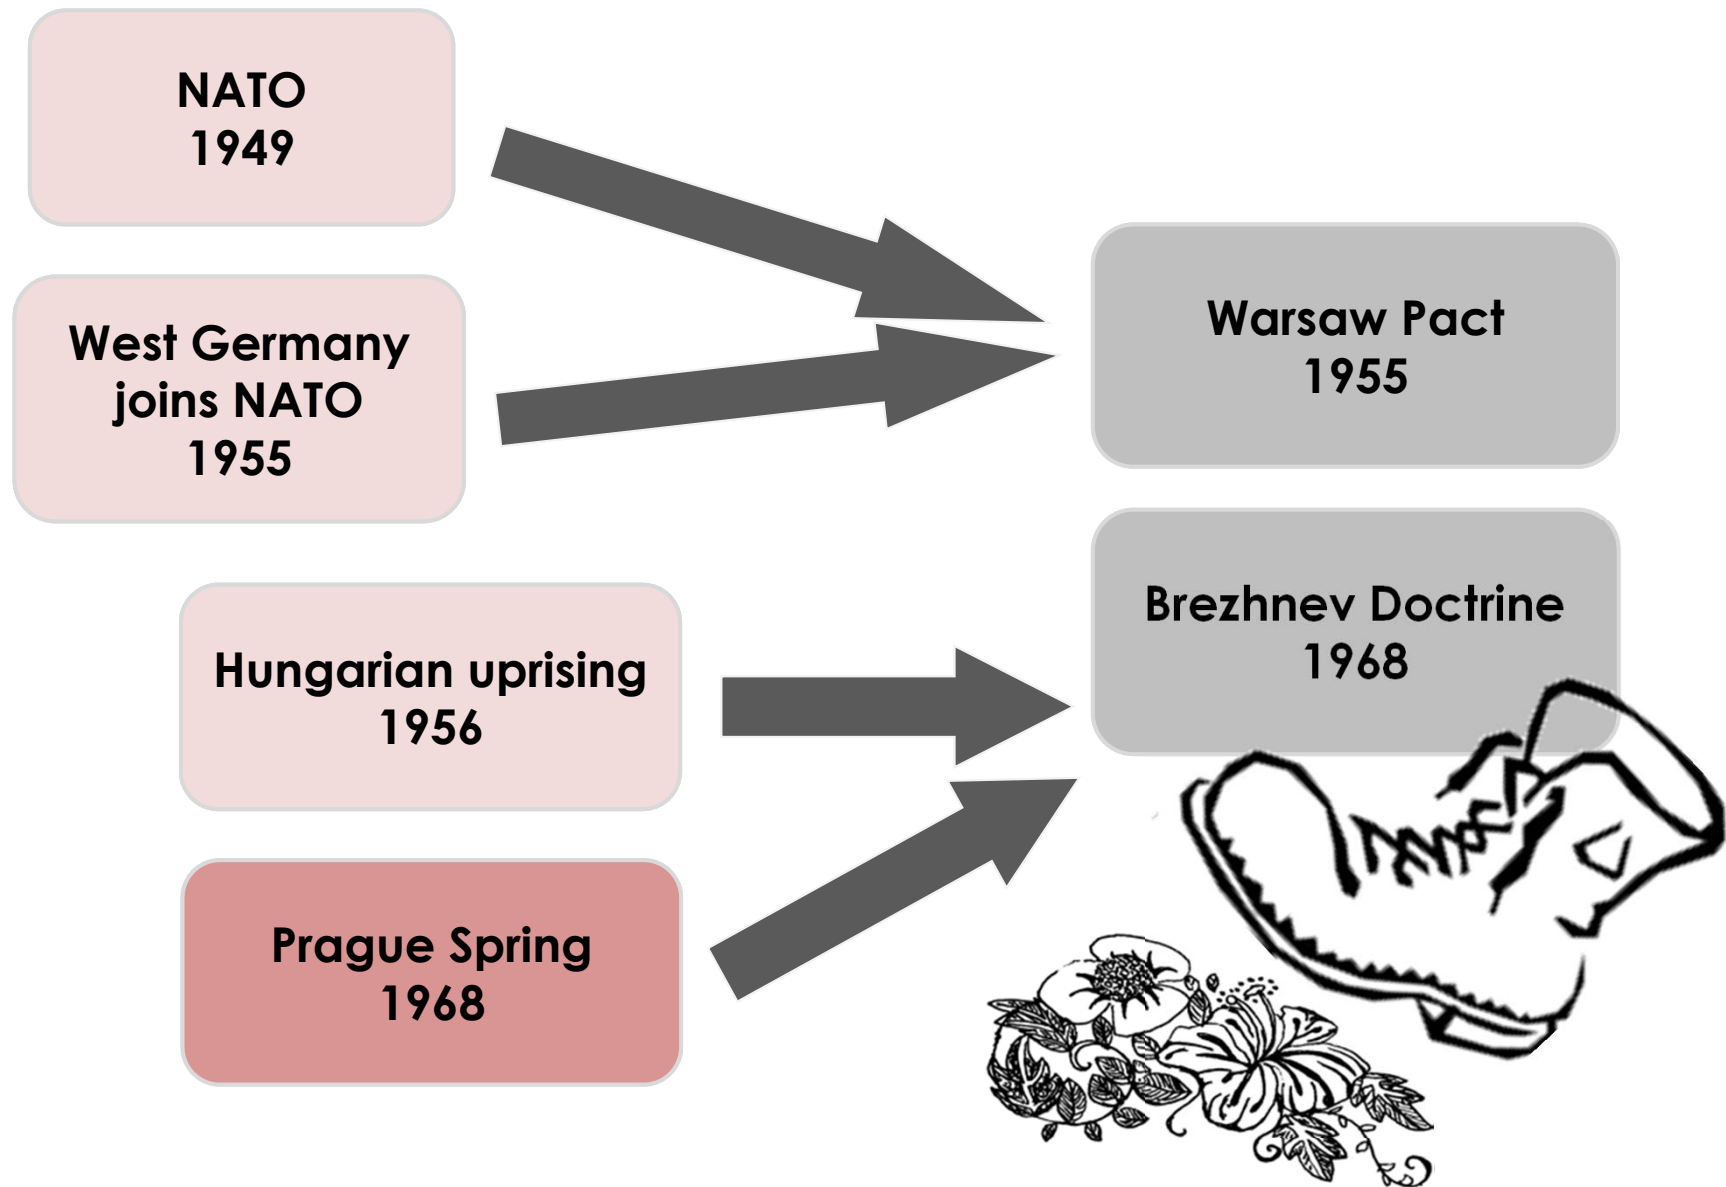 NATO
1949
West Germany
joins NATO
1955
Warsaw Pact
1955
Hungarian uprising
1956
Brezhnev Doctrine
1968
Prague Spring
1968